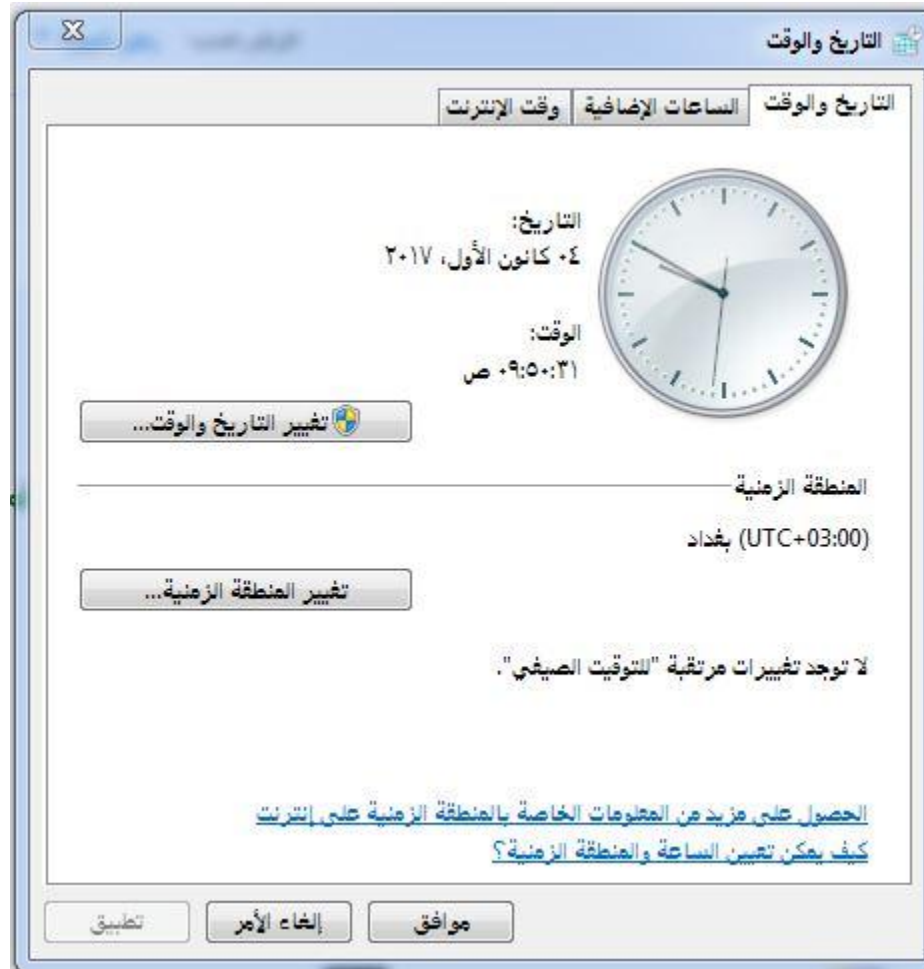 التاريخ والوقت
التاريخ والوقت الساعات الإضافية وقت الإنترنت
التاريخ:
٠٤ كانون الأول، ٢٠١٧
الوقت:
٠٩:٥٠:٣١ ص
تغيير التاريخ والوقت...
المنطقة الزمنية
(UTC+03:00) بغداد
تغيير المنطقة الزمنية...
لا توجد تغييرات مرتقبة "للتوقيت الصيفي".
الحصول على مزيد من المعلومات الخاصة بالمنطقة الزمنية على إنترنت
كيف يمكن تعيين الساعة والمنطقة الزمنية؟
موافق إلغاء الأمر تطبيق